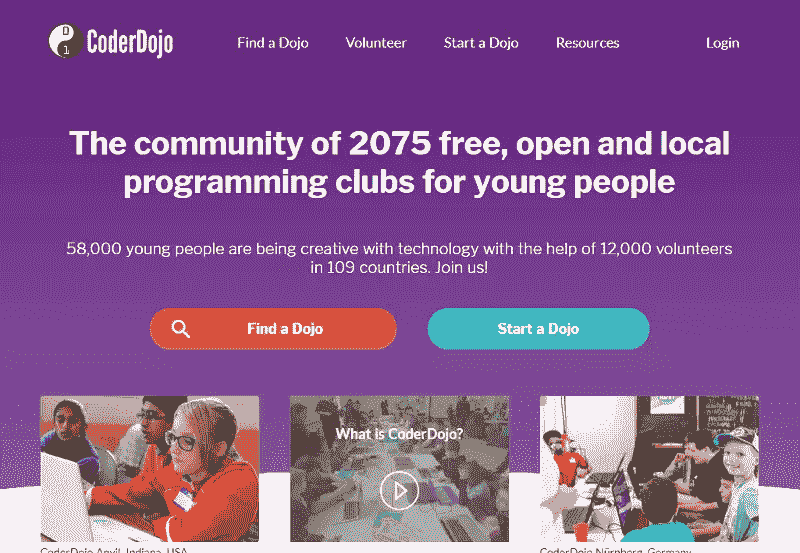 D
1
CoderDojo
Find a Dojo
Volunteer
Start a Dojo
Resources
Login
The community of 2075 free, open and local
programming clubs for young people
58,000 young people are being creative with technology with the help of 12,000 volunteers
in 109 countries. Join us!
Find a Dojo
Start a Dojo
What is CoderDojo?
CoderDojo Anvil, Indiana, USA
CoderDojo Nürnberg, Germany